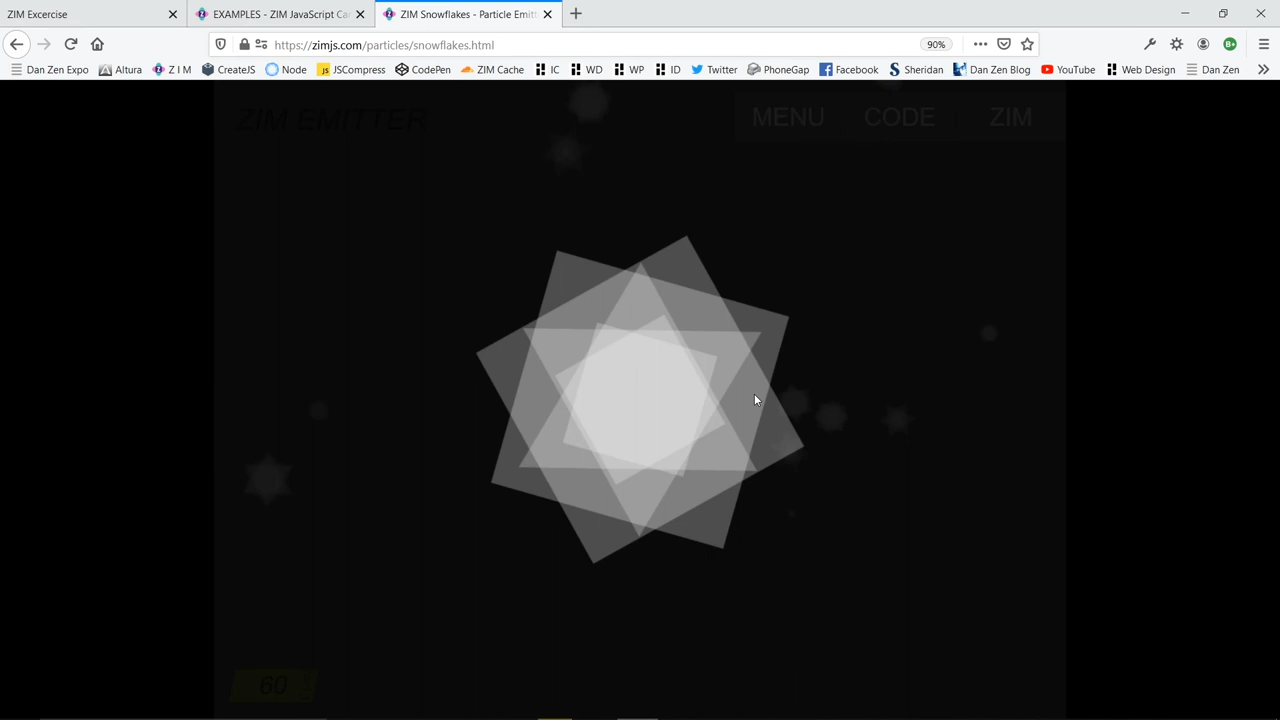 ZIM Excercise
EXAMPLES - ZIM JavaScript Ca
ZIM Snowflakes - Particle Emitt
https://zimjs.com/particles/snowflakes.html
90%
Dan Zen Expo
Altura
Z I M
CreateJS
Node
JS JSCompress
CodePen
ZIM Cache
IC
WD
WP
ID
Twitter
PhoneGap
Facebook
S Sheridan
Dan Zen Blog
YouTube
Web Design
Dan Zen
B+
ZIM EMITTER
MENU CODE ZIM
60